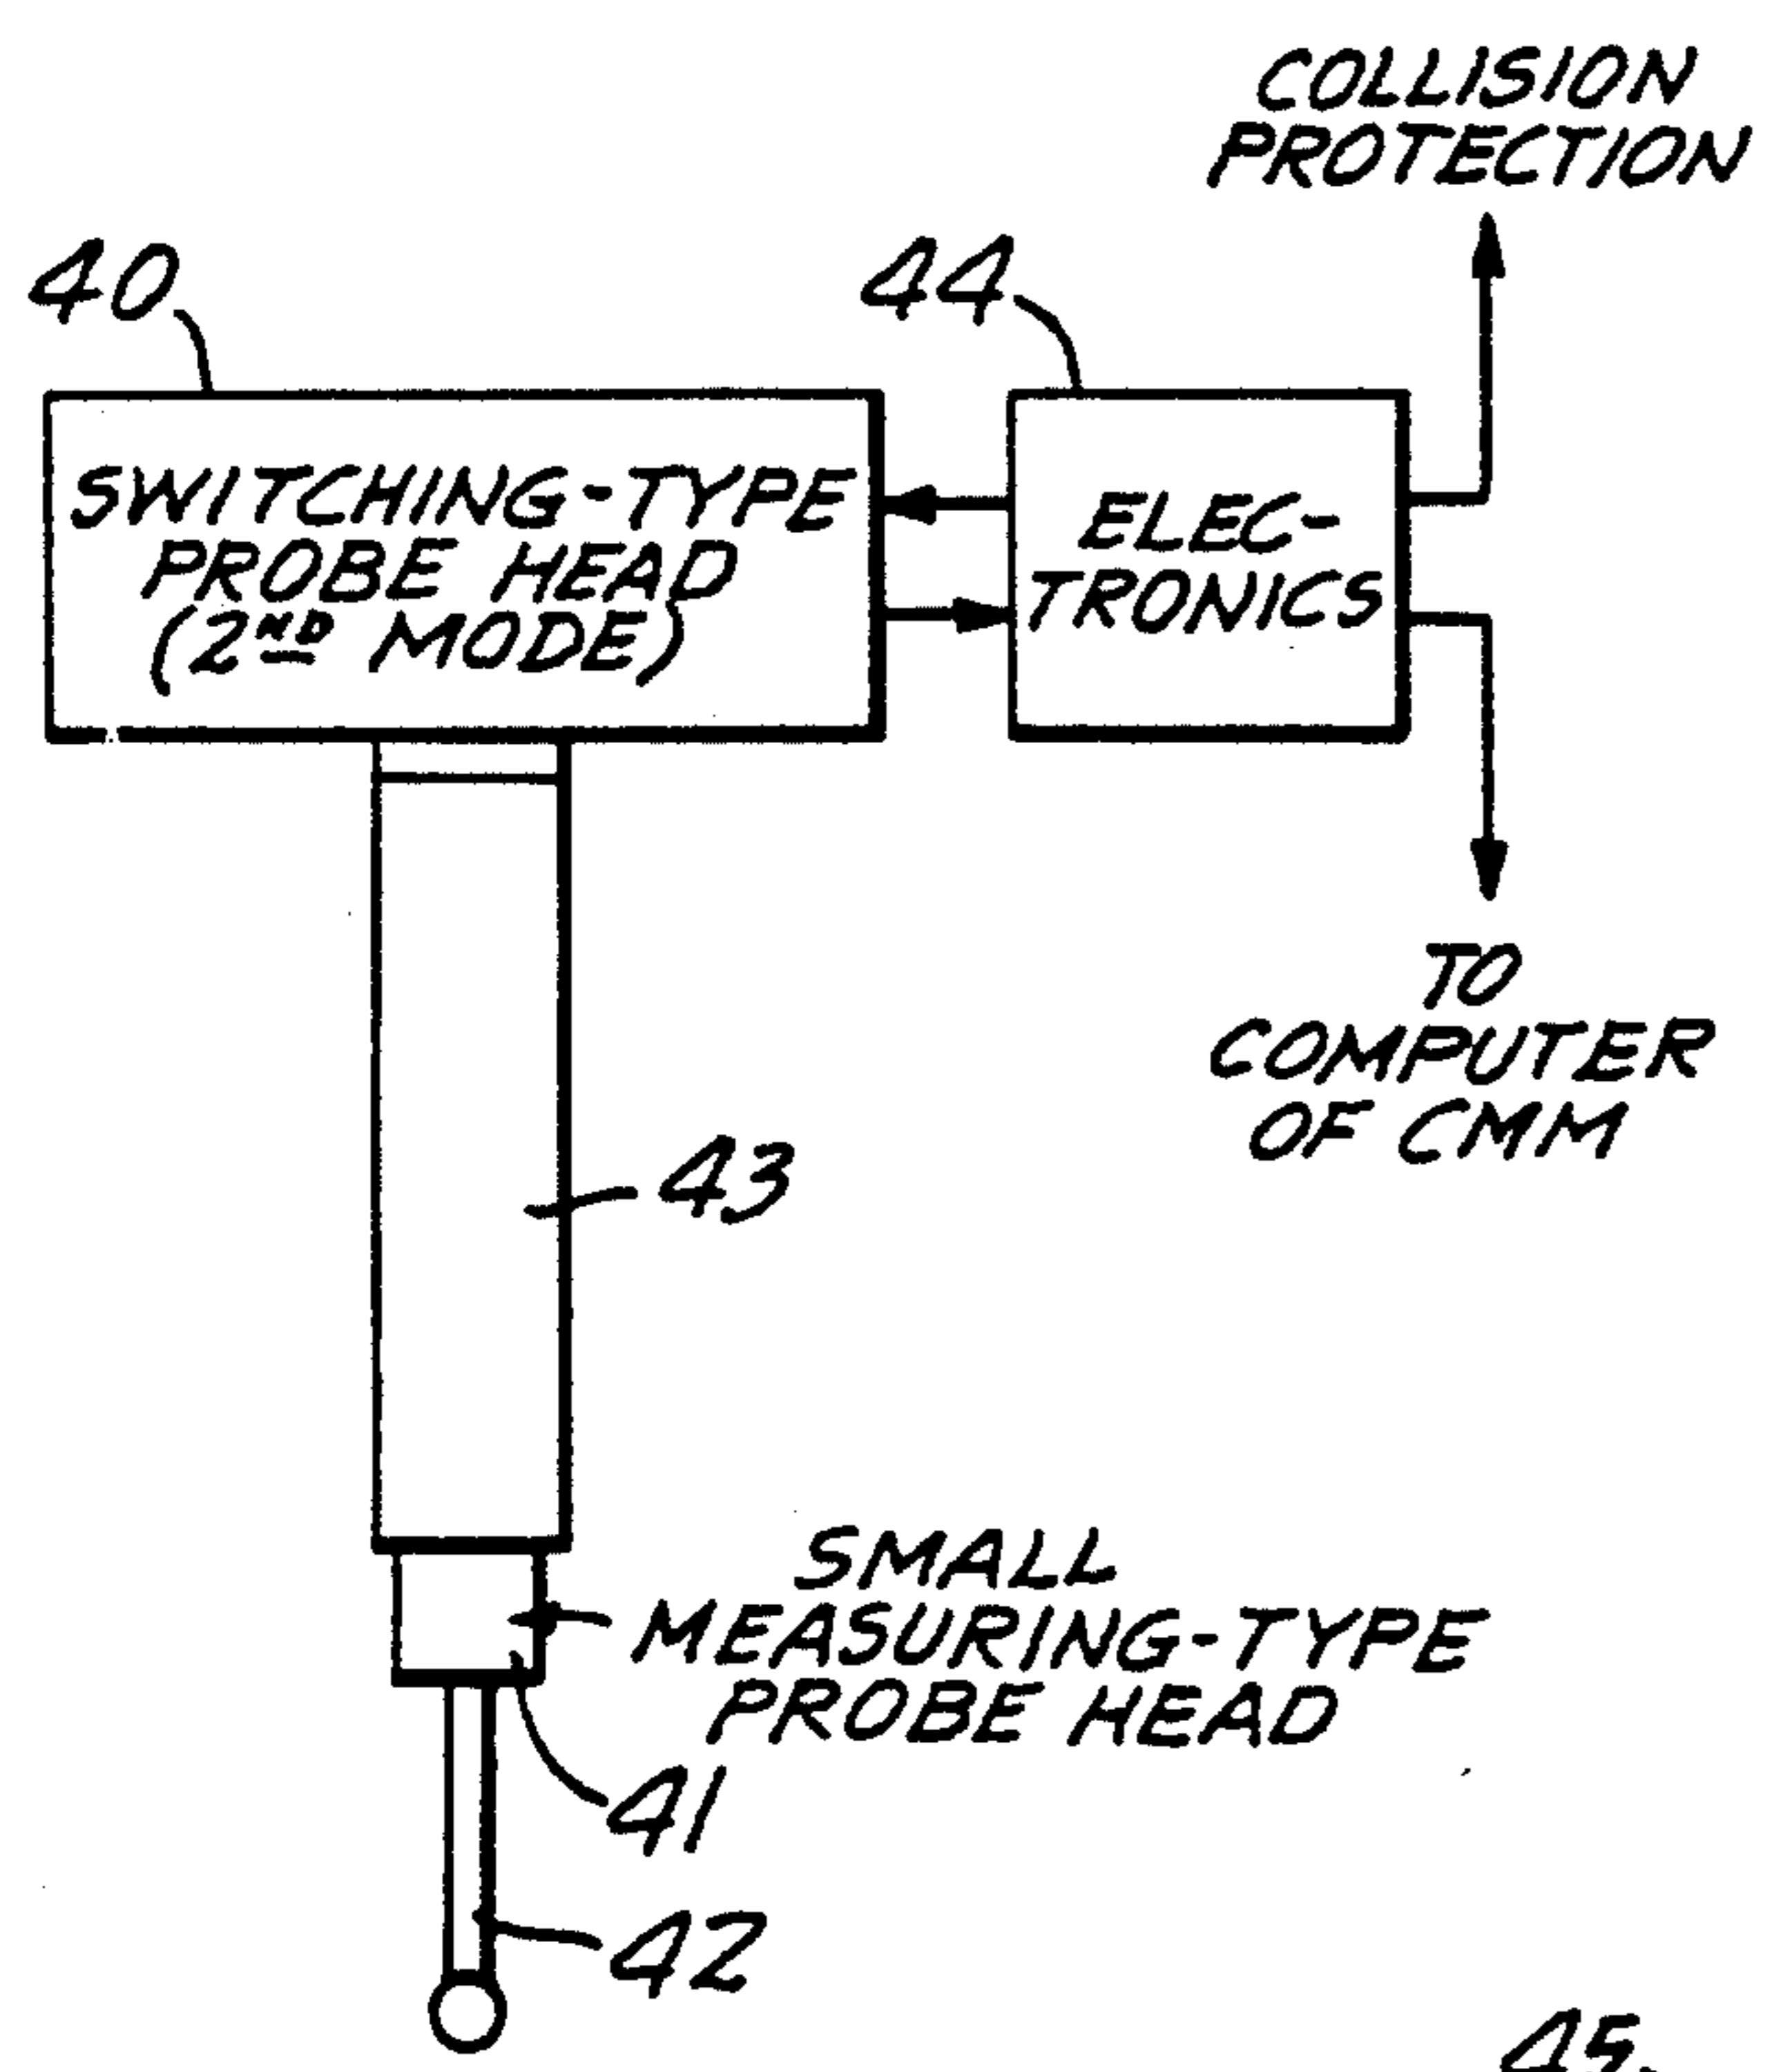 COLLISION
PROTECTION
40
44
SWITCHING-TYPE
PROBE HEAD
(2ND MODE)
ELEC-
TRONICS
TO
COMPUTER
OF CMM
43
SMALL
MEASURING-TYPE
PROBE HEAD
41
42
45